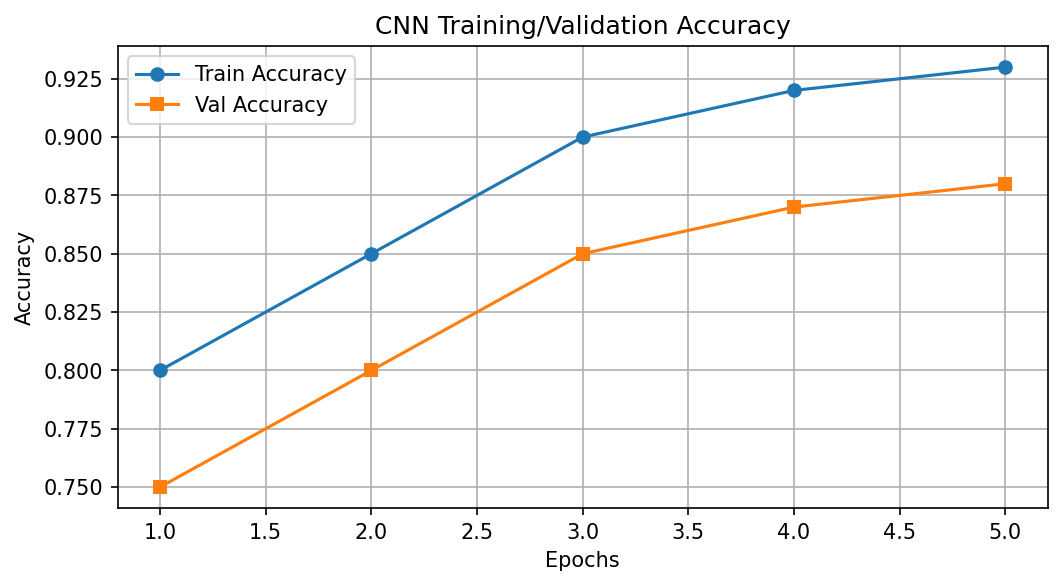 CNN Training/Validation Accuracy
Train Accuracy
Val Accuracy
Accuracy
0.925
0.900
0.875
0.850
0.825
0.800
0.775
0.750
1.0 1.5 2.0 2.5 3.0 3.5 4.0 4.5 5.0
Epochs